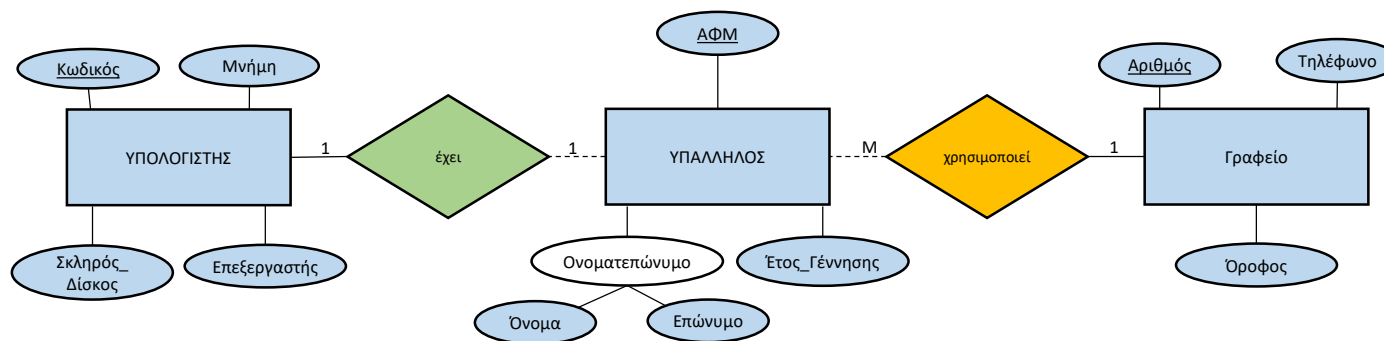 ΑΦΜ
Κωδικός
Μνήμη
Αριθμός
Τηλέφωνο
ΥΠΟΛΟΓΙΣΤΗΣ
1
έχει
1
ΥΠΑΛΛΗΛΟΣ
M
χρησιμοποιεί
1
Γραφείο
Σκληρός_
Δίσκος
Επεξεργαστής
Ονοματεπώνυμο
Έτος_Γέννησης
Όροφος
Όνομα
Επώνυμο